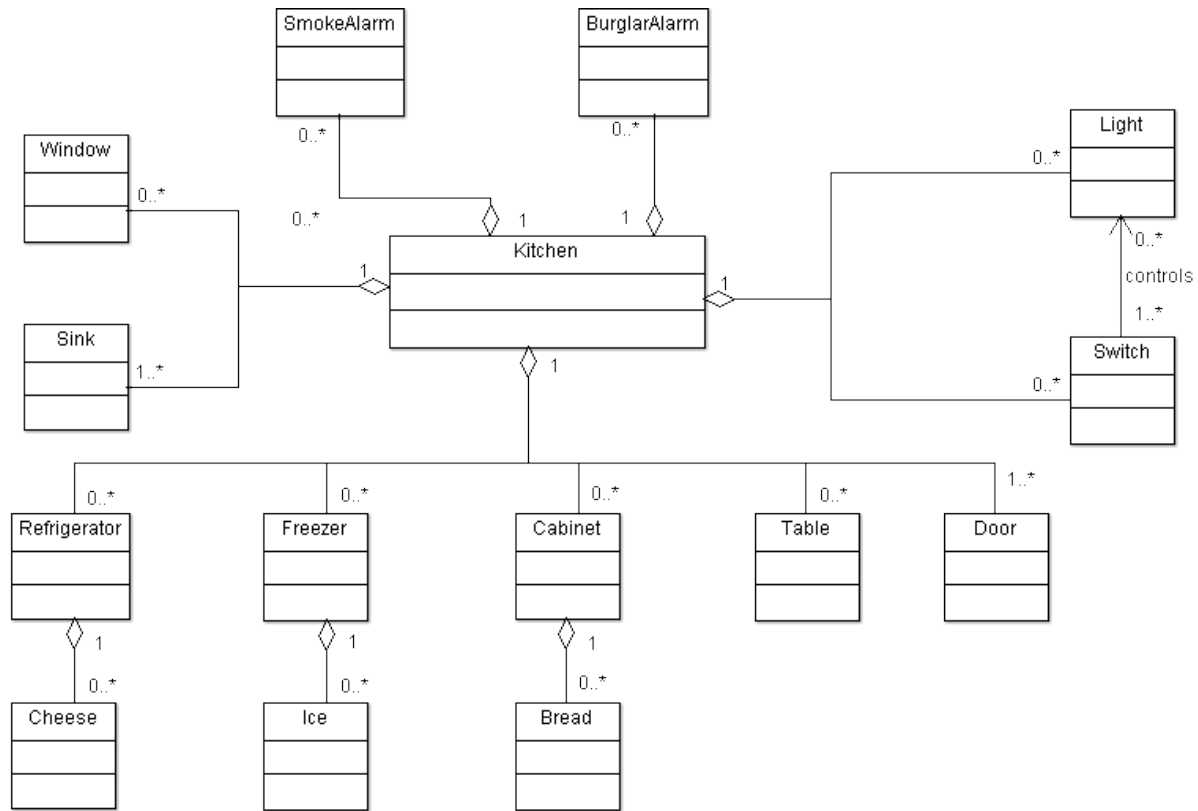 SmokeAlarm
BurglarAlarm
0..*
0..*
Light
Window
0..*
0..*
0..*
1
1
0..*
Kitchen
controls
1
1
1..*
Sink
Switch
1..*
1
0..*
0..*
0..*
0..*
0..*
1..*
Refrigerator
Freezer
Cabinet
Table
Door
1
1
1
0..*
0..*
0..*
Cheese
Ice
Bread